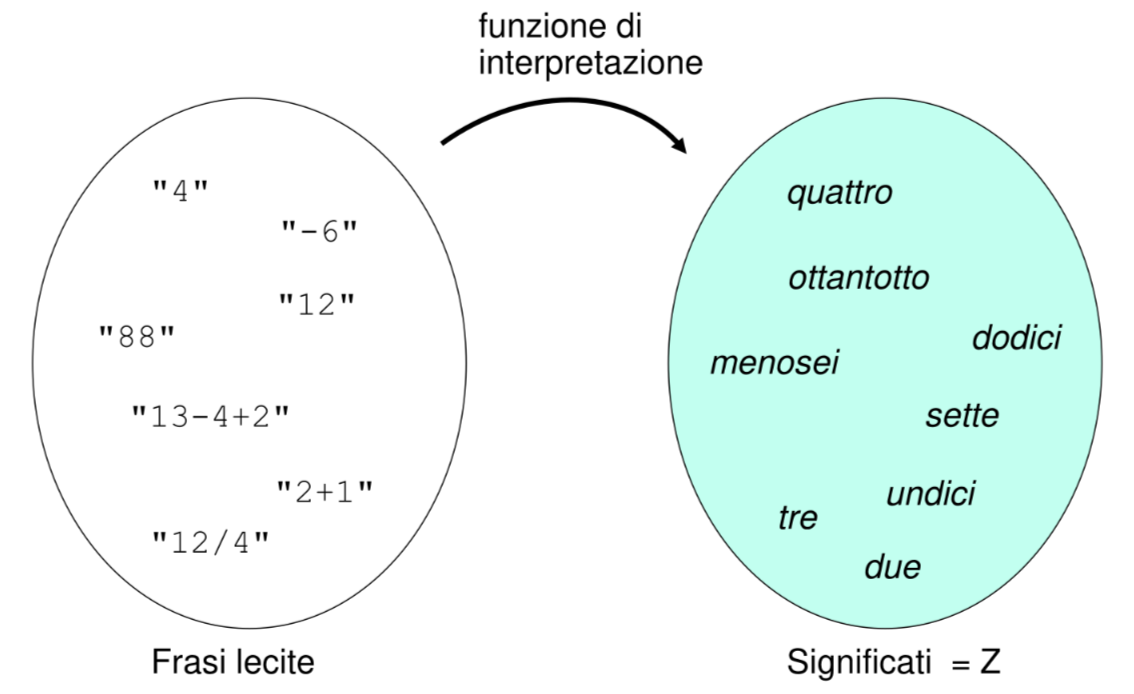 funzione di
interpretazione
"4"
"-6"
"12"
"88"
"13-4+2"
"2+1"
"12/4"
Frasi lecite
quattro
ottantotto
dodici
menosei
sette
undici
tre
due
Significati = Z